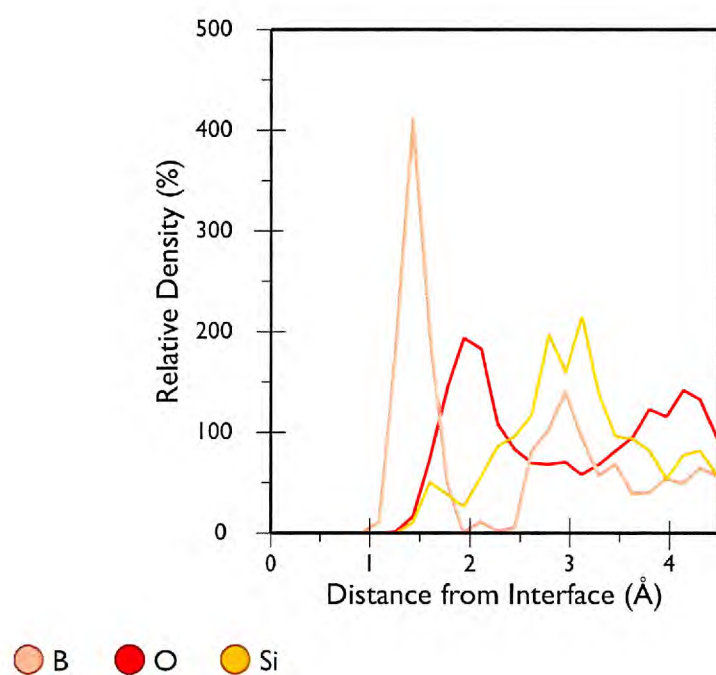 500
400
300
200
100
0
Relative Density (%)
0 1 2 3 4
Distance from Interface (Å)
B O Si